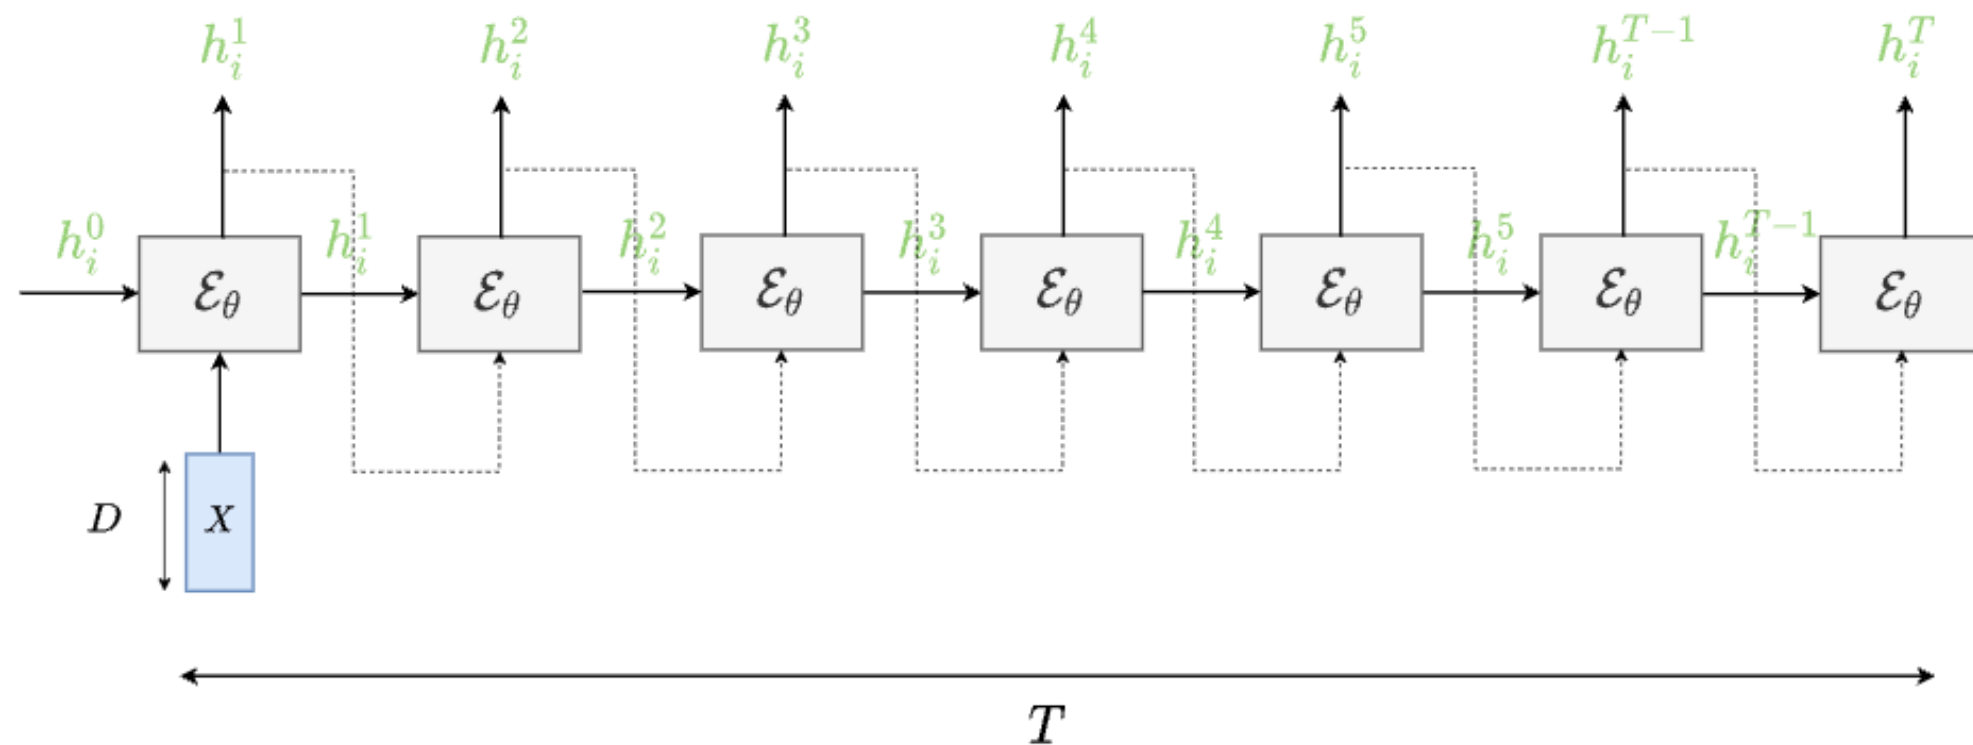 h_i^1 h_i^2 h_i^3 h_i^4 h_i^5 h_i^{T-1} h_i^T
h_i^0 h_i^1 h_i^2 h_i^3 h_i^4 h_i^5 h_i^{T-1}
ℰ_θ ℰ_θ ℰ_θ ℰ_θ ℰ_θ ℰ_θ ℰ_θ
D X
T